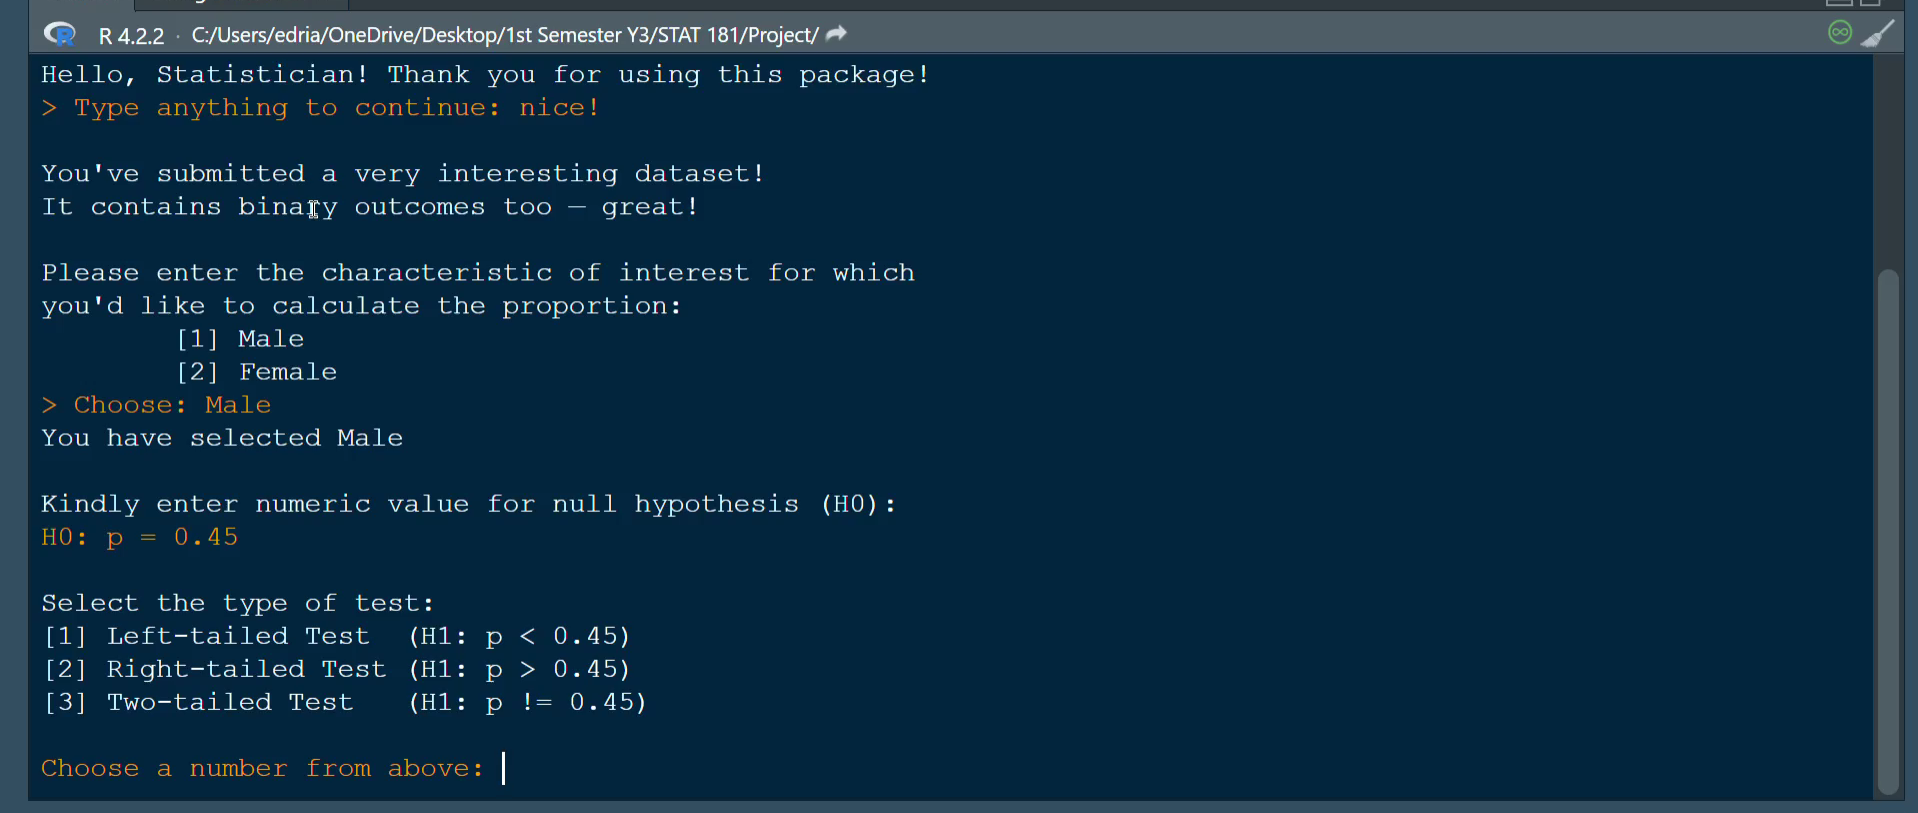 R 4.2.2 · C:/Users/edria/OneDrive/Desktop/1st Semester Y3/STAT 181/Project/
Hello, Statistician! Thank you for using this package!
> Type anything to continue: nice!
You've submitted a very interesting dataset!
It contains binary outcomes too — great!
Please enter the characteristic of interest for which
you'd like to calculate the proportion:
[1] Male
[2] Female
> Choose: Male
You have selected Male
Kindly enter numeric value for null hypothesis (H0):
H0: p = 0.45
Select the type of test:
[1] Left-tailed Test (H1: p < 0.45)
[2] Right-tailed Test (H1: p > 0.45)
[3] Two-tailed Test (H1: p != 0.45)
Choose a number from above: